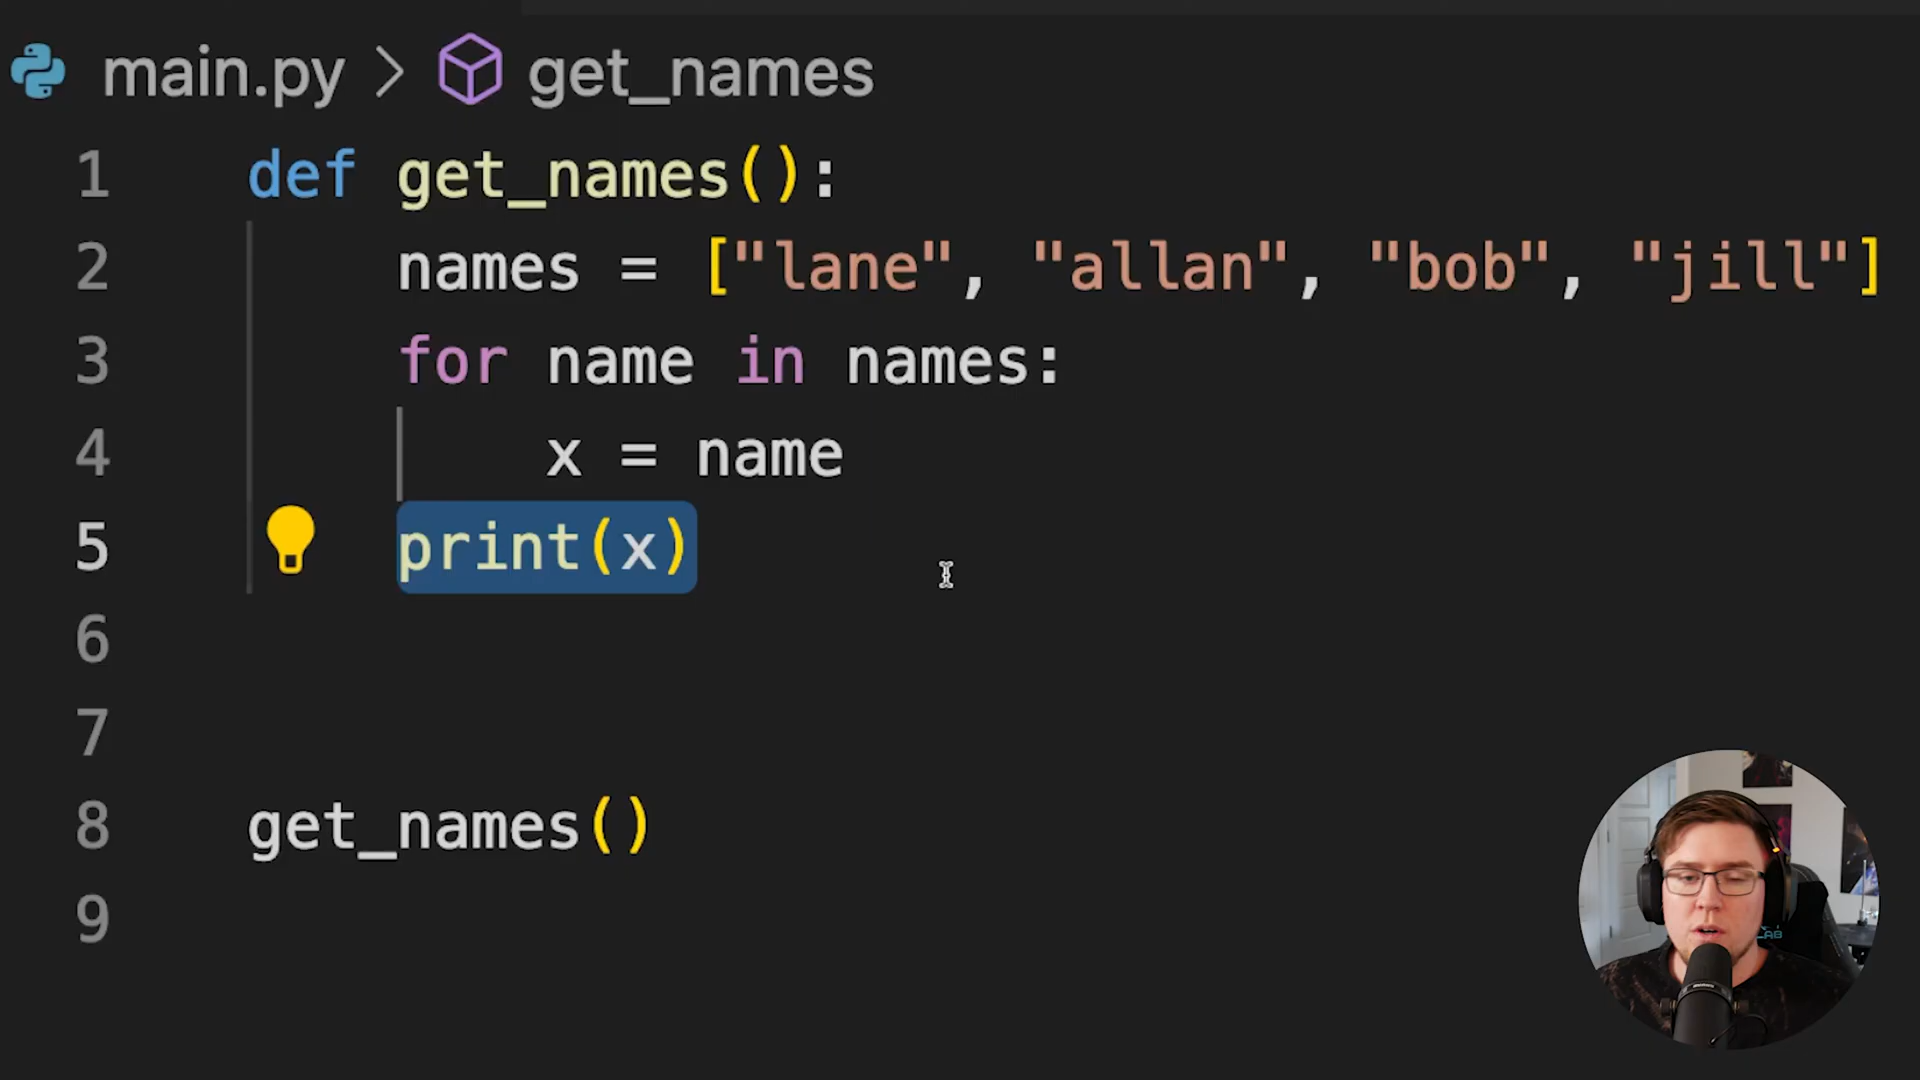 main.py > get_names
1 def get_names():
2 names = ["lane", "allan", "bob", "jill"]
3 for name in names:
4 x = name
5 print(x)
6
7
8 get_names()
9